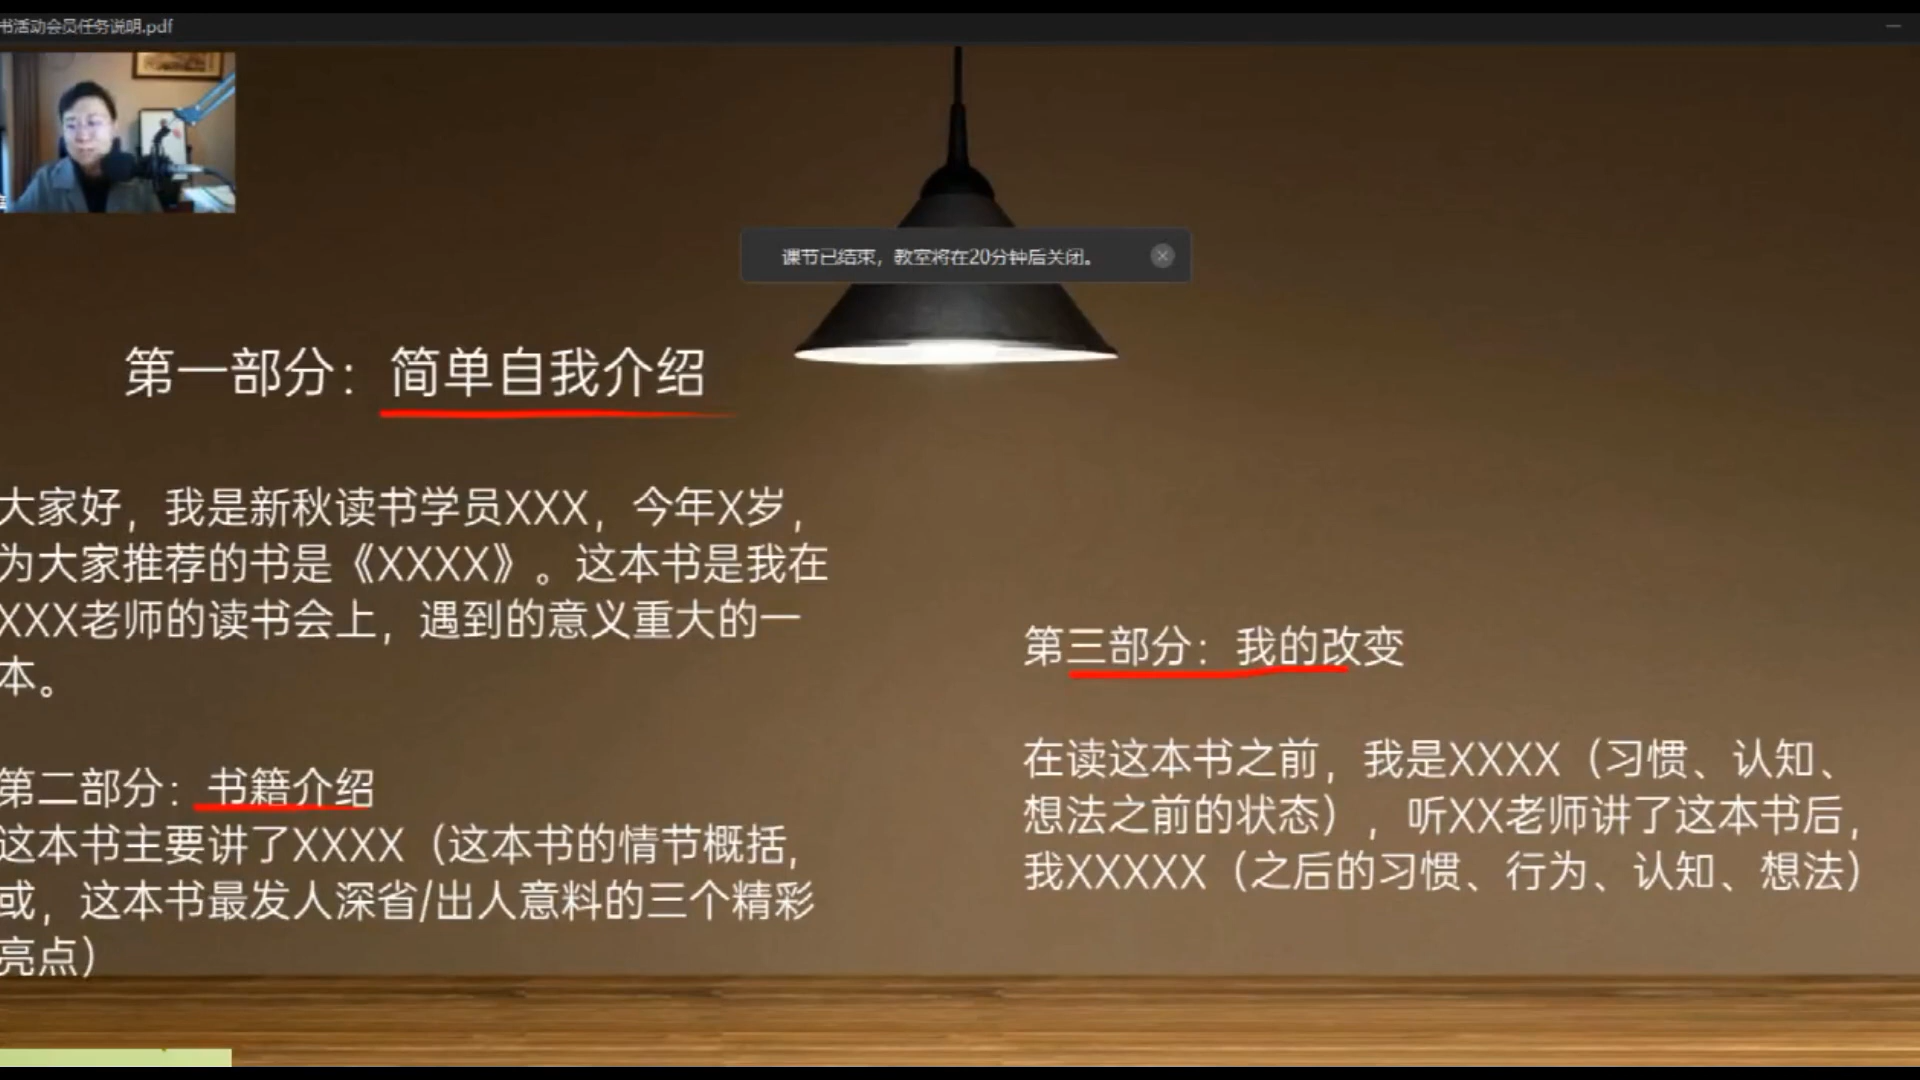 书活动会员任务说明.pdf
课节已结束，教室将在20分钟后关闭。
第一部分：简单自我介绍
大家好，我是新秋读书学员XXX，今年X岁，
为大家推荐的书是《XXXX》。这本书是我在
XXX老师的读书会上，遇到的意义重大的一
本。
第二部分：书籍介绍
这本书主要讲了XXXX（这本书的情节概括，
或，这本书最发人深省/出人意料的三个精彩
亮点）
第三部分：我的改变
在读这本书之前，我是XXXX（习惯、认知、
想法之前的状态），听XX老师讲了这本书后，
我XXXXX（之后的习惯、行为、认知、想法）